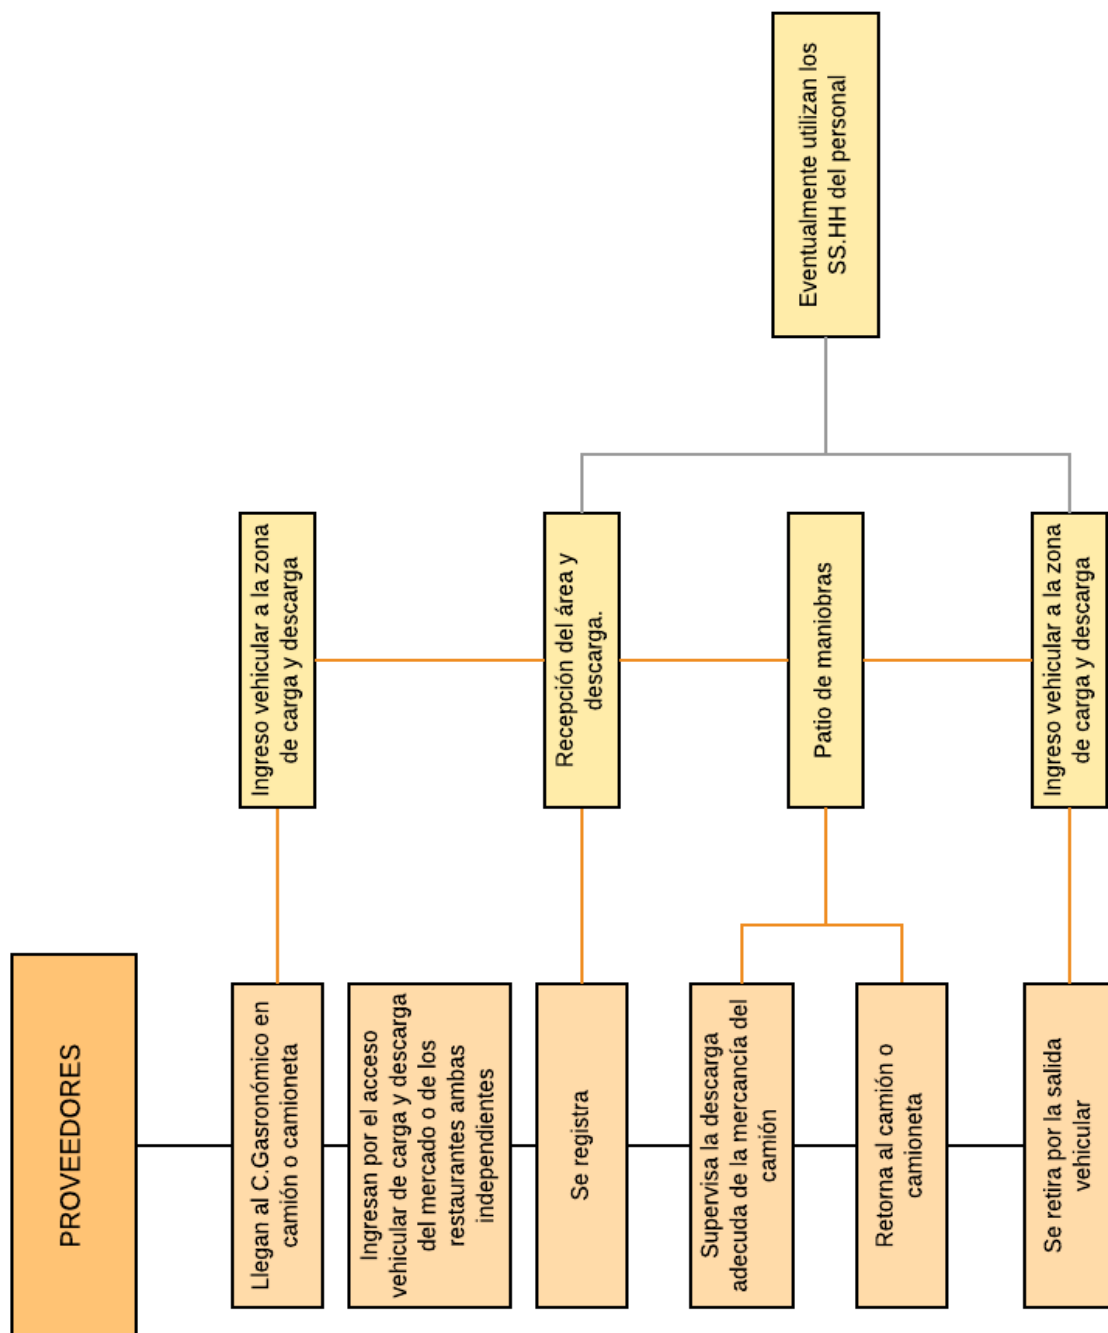 PROVEEDORES
Llegan al C.Gasronómico en
camión o camioneta
Ingresan por el acceso
vehicular de carga y descarga
del mercado o de los
restaurantes ambas
independientes
Se registra
Supervisa la descarga
adecuda de la mercancía del
camión
Retorna al camión o
camioneta
Se retira por la salida
vehicular
Ingreso vehicular a la zona
de carga y descarga
Recepción del área y
descarga.
Patio de maniobras
Ingreso vehicular a la zona
de carga y descarga
Eventualmente utilizan los
SS.HH del personal